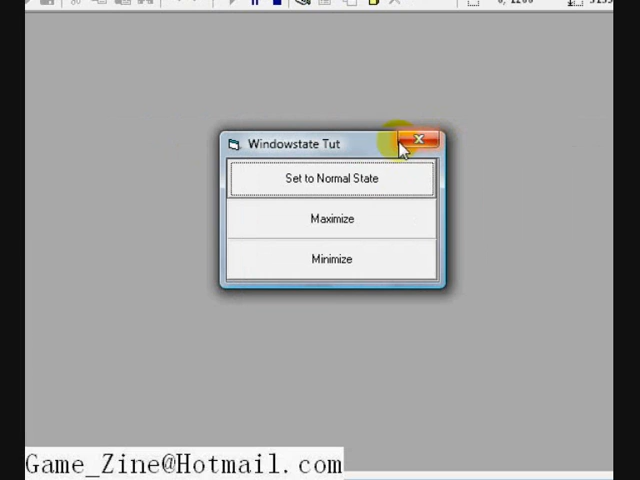 Windowstate Tut
Set to Normal State
Maximize
Minimize
Game_Zine@Hotmail.com